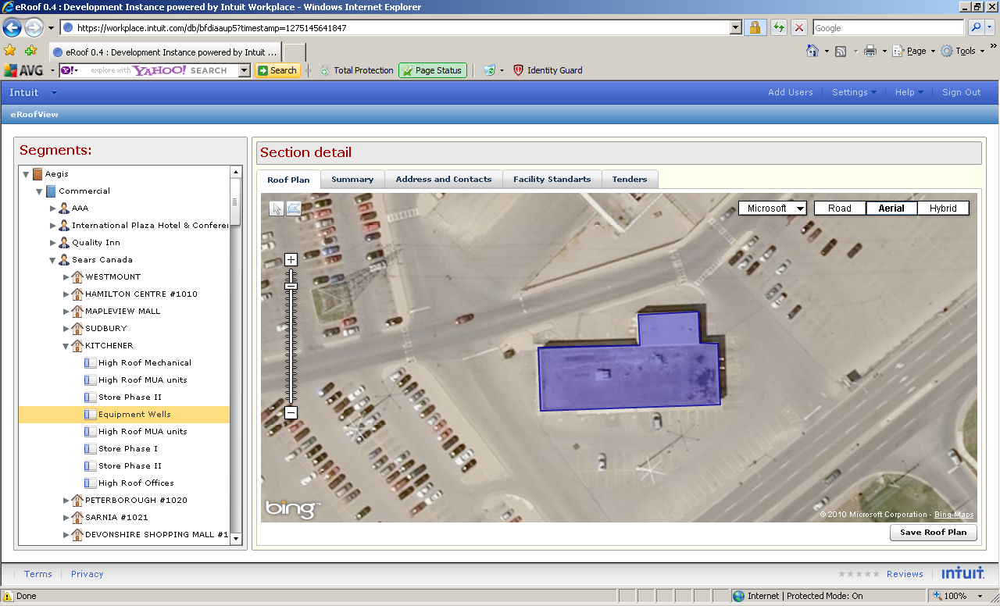 eRoof 0.4 : Development Instance powered by Intuit Workplace - Windows Internet Explorer
https://workplace.intuit.com/db/bfdiaaup5?timestamp=1275145641847
Google
eRoof 0.4 : Development Instance powered by Intuit ...
Page
Tools
»
AVG
Y!
explore with YAHOO! SEARCH
Search
Total Protection
Page Status
Identity Guard
Intuit
Add Users
Settings
Help
Sign Out
eRoofView
Segments:
Aegis
Commercial
AAA
International Plaza Hotel & Confere
Quality Inn
Sears Canada
WESTMOUNT
HAMILTON CENTRE #1010
MAPLEVIEW MALL
SUDBURY
KITCHENER
High Roof Mechanical
High Roof MUA units
Store Phase II
Equipment Wells
High Roof MUA units
Store Phase I
Store Phase II
High Roof Offices
PETERBOROUGH #1020
SARNIA #1021
DEVONSHIRE SHOPPING MALL #1
Section detail
Roof Plan
Summary
Address and Contacts
Facility Standarts
Tenders
Microsoft
Road
Aerial
Hybrid
bing™
© 2010 Microsoft Corporation - Bing Maps
Save Roof Plan
Terms
Privacy
Reviews
INTUIT.
Done
Internet | Protected Mode: On
100%